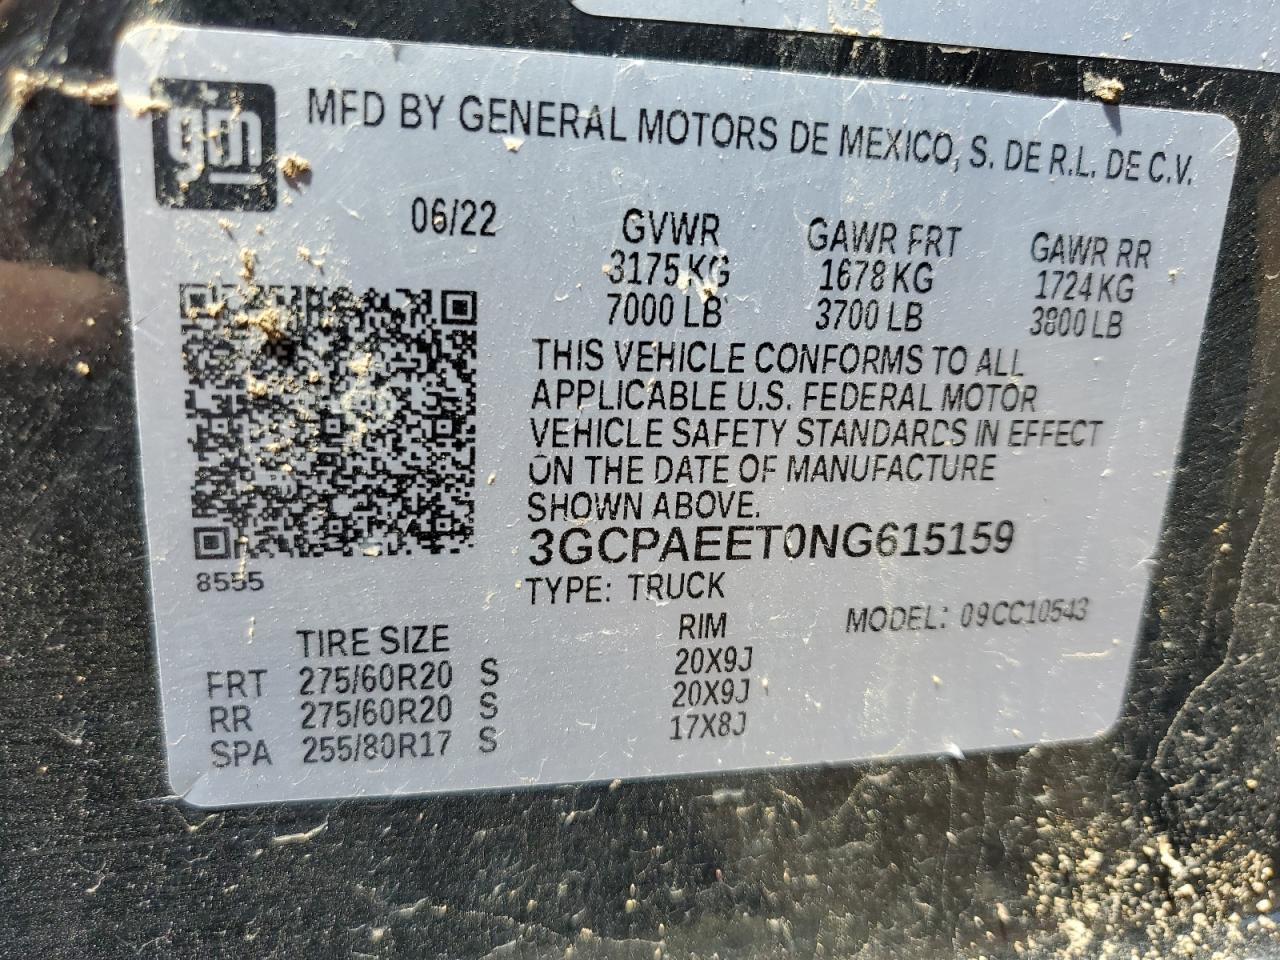 gm
MFD BY GENERAL MOTORS DE MEXICO, S. DE R.L. DE C.V.
06/22 GVWR GAWR FRT GAWR RR
3175 KG 1678 KG 1724 KG
7000 LB 3700 LB 3800 LB
THIS VEHICLE CONFORMS TO ALL
APPLICABLE U.S. FEDERAL MOTOR
VEHICLE SAFETY STANDARDS IN EFFECT
ON THE DATE OF MANUFACTURE
SHOWN ABOVE.
3GCPAEET0NG615159
8555
TYPE: TRUCK
MODEL: 09CC10543
TIRE SIZE RIM
FRT 275/60R20 S 20X9J
RR 275/60R20 S 20X9J
SPA 255/80R17 S 17X8J